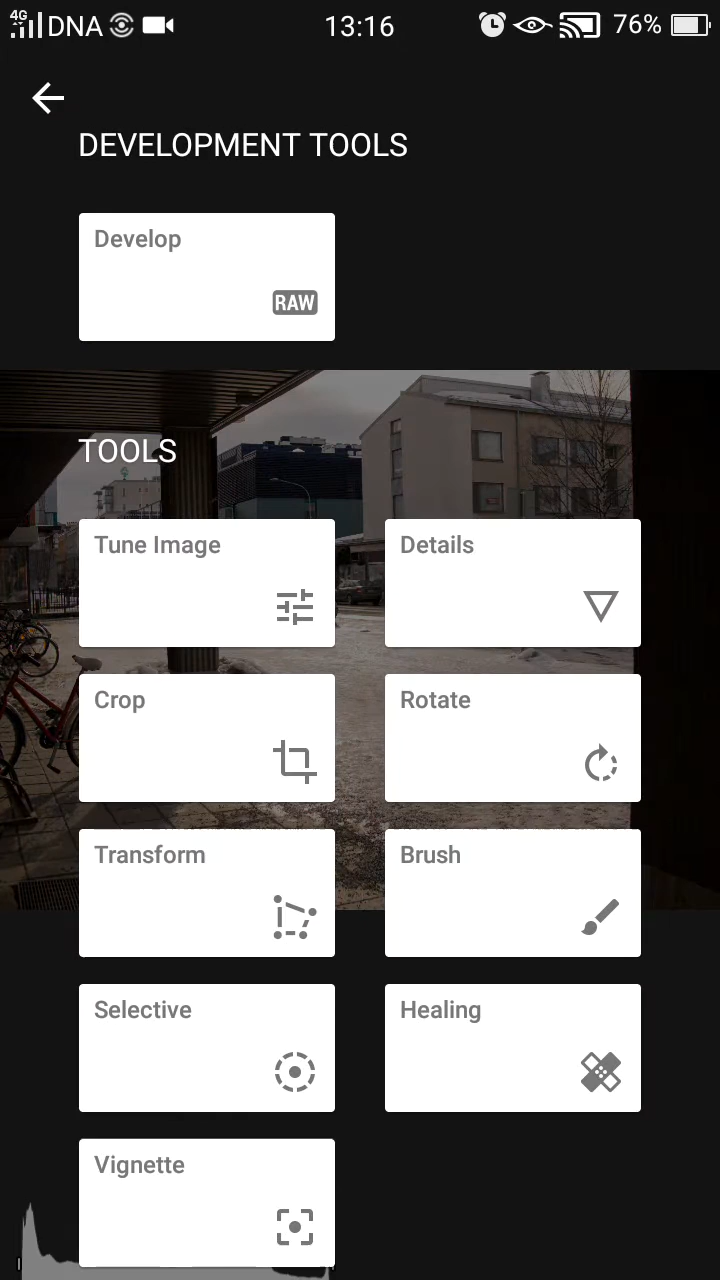 4G DNA 13:16 76%
DEVELOPMENT TOOLS
Develop
RAW
TOOLS
Tune Image Details
Crop Rotate
Transform Brush
Selective Healing
Vignette